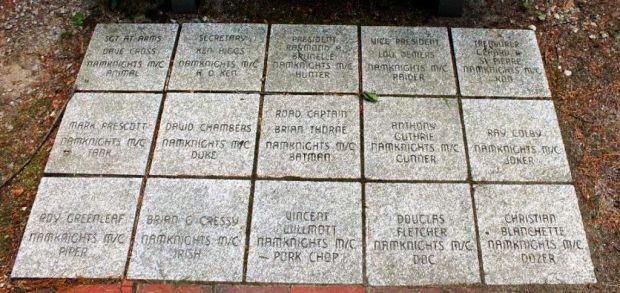 SGT AT ARMS
DAVE CROSS
NAMKNIGHTS M/C
ANIMAL
SECRETARY
KEN RIGGS
NAMKNIGHTS M/C
K O KEN
PRESIDENT
RAYMOND A
BRUNELLE
NAMKNIGHTS M/C
HUNTER
VICE PRESIDENT
LOU DEMERS
NAMKNIGHTS M/C
RAIDER
TREASURER
GERARD R
ST PIERRE
NAMKNIGHTS M/C
MARK PRESCOTT
NAMKNIGHTS M/C
TANK
DAVID CHAMBERS
NAMKNIGHTS M/C
DUKE
ROAD CAPTAIN
BRIAN THORNE
NAMKNIGHTS M/C
BATMAN
ANTHONY
GUTHRIE
NAMKNIGHTS M/C
GUNNER
RAY COLBY
NAMKNIGHTS M/C
JOKER
ROY GREENLEAF
NAMKNIGHTS M/C
PIPER
BRIAN G CRESSY
NAMKNIGHTS M/C
IRISH
VINCENT
WILLMOTT
NAMKNIGHTS M/C
PORK CHOP
DOUGLAS
FLETCHER
NAMKNIGHTS M/C
DOC
CHRISTIAN
BLANCHETTE
NAMKNIGHTS M/C
DOZER